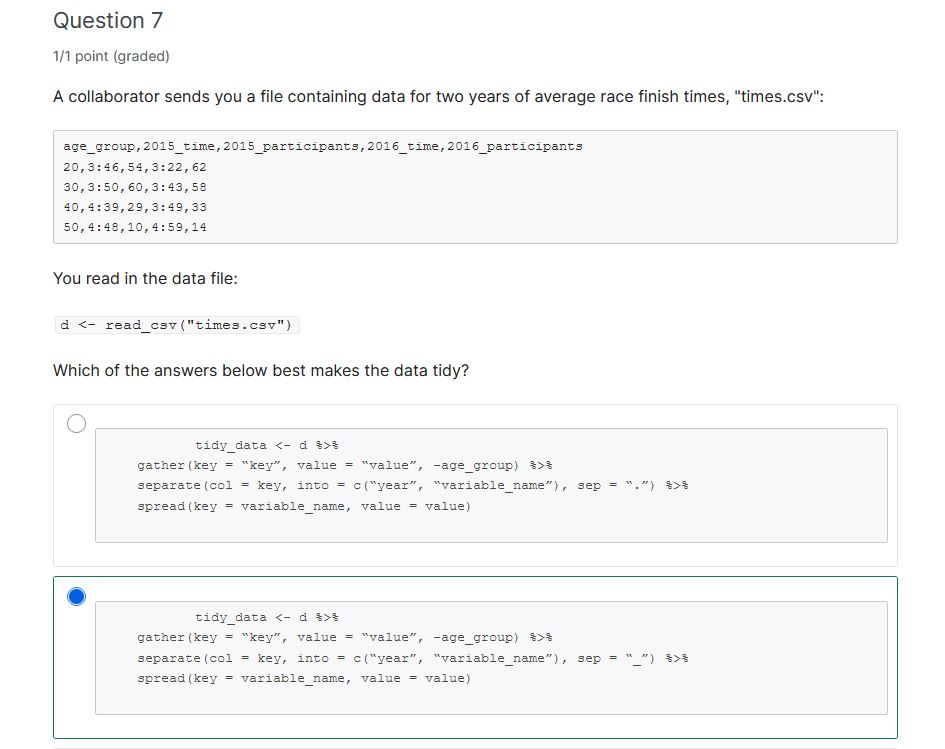 Question 7
1/1 point (graded)
A collaborator sends you a file containing data for two years of average race finish times, "times.csv":
age_group,2015_time,2015_participants,2016_time,2016_participants
20,3:46,54,3:22,62
30,3:50,60,3:43,58
40,4:39,29,3:49,33
50,4:48,10,4:59,14
You read in the data file:
d <- read_csv("times.csv")
Which of the answers below best makes the data tidy?
tidy_data <- d %>%
gather(key = “key”, value = “value”, -age_group) %>%
separate(col = key, into = c(“year”, “variable_name”), sep = “.”) %>%
spread(key = variable_name, value = value)
tidy_data <- d %>%
gather(key = “key”, value = “value”, -age_group) %>%
separate(col = key, into = c(“year”, “variable_name”), sep = “_”) %>%
spread(key = variable_name, value = value)